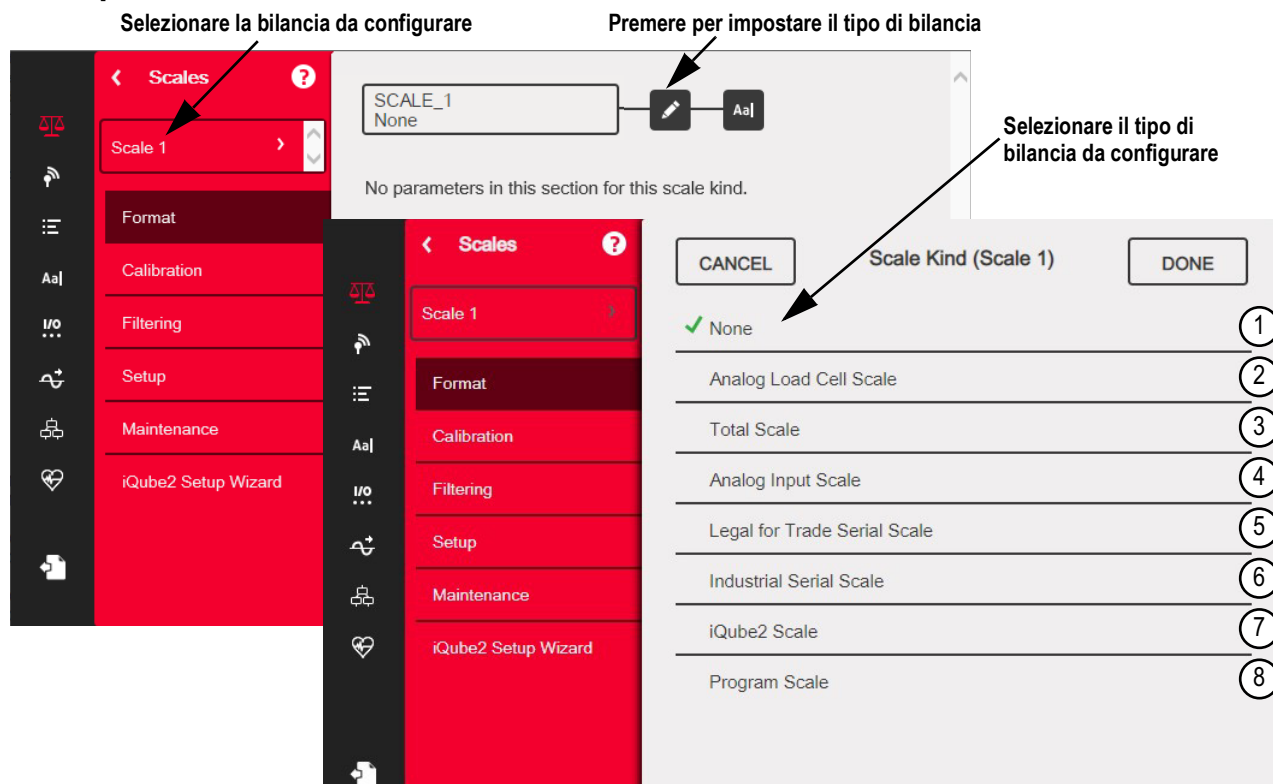 Selezionare la bilancia da configurare
Premere per impostare il tipo di bilancia
Scales
?
SCALE_1
None
Aa
Scale 1
Selezionare il tipo di
bilancia da configurare
No parameters in this section for this scale kind.
Format
Calibration
Filtering
Setup
Maintenance
iQube2 Setup Wizard
Aa
I/O
Scales
?
CANCEL
Scale Kind (Scale 1)
DONE
Scale 1
None
1
Format
Analog Load Cell Scale
2
Calibration
Total Scale
3
Filtering
Analog Input Scale
4
Setup
Legal for Trade Serial Scale
5
Maintenance
Industrial Serial Scale
6
iQube2 Setup Wizard
iQube2 Scale
7
Program Scale
8
Aa
I/O